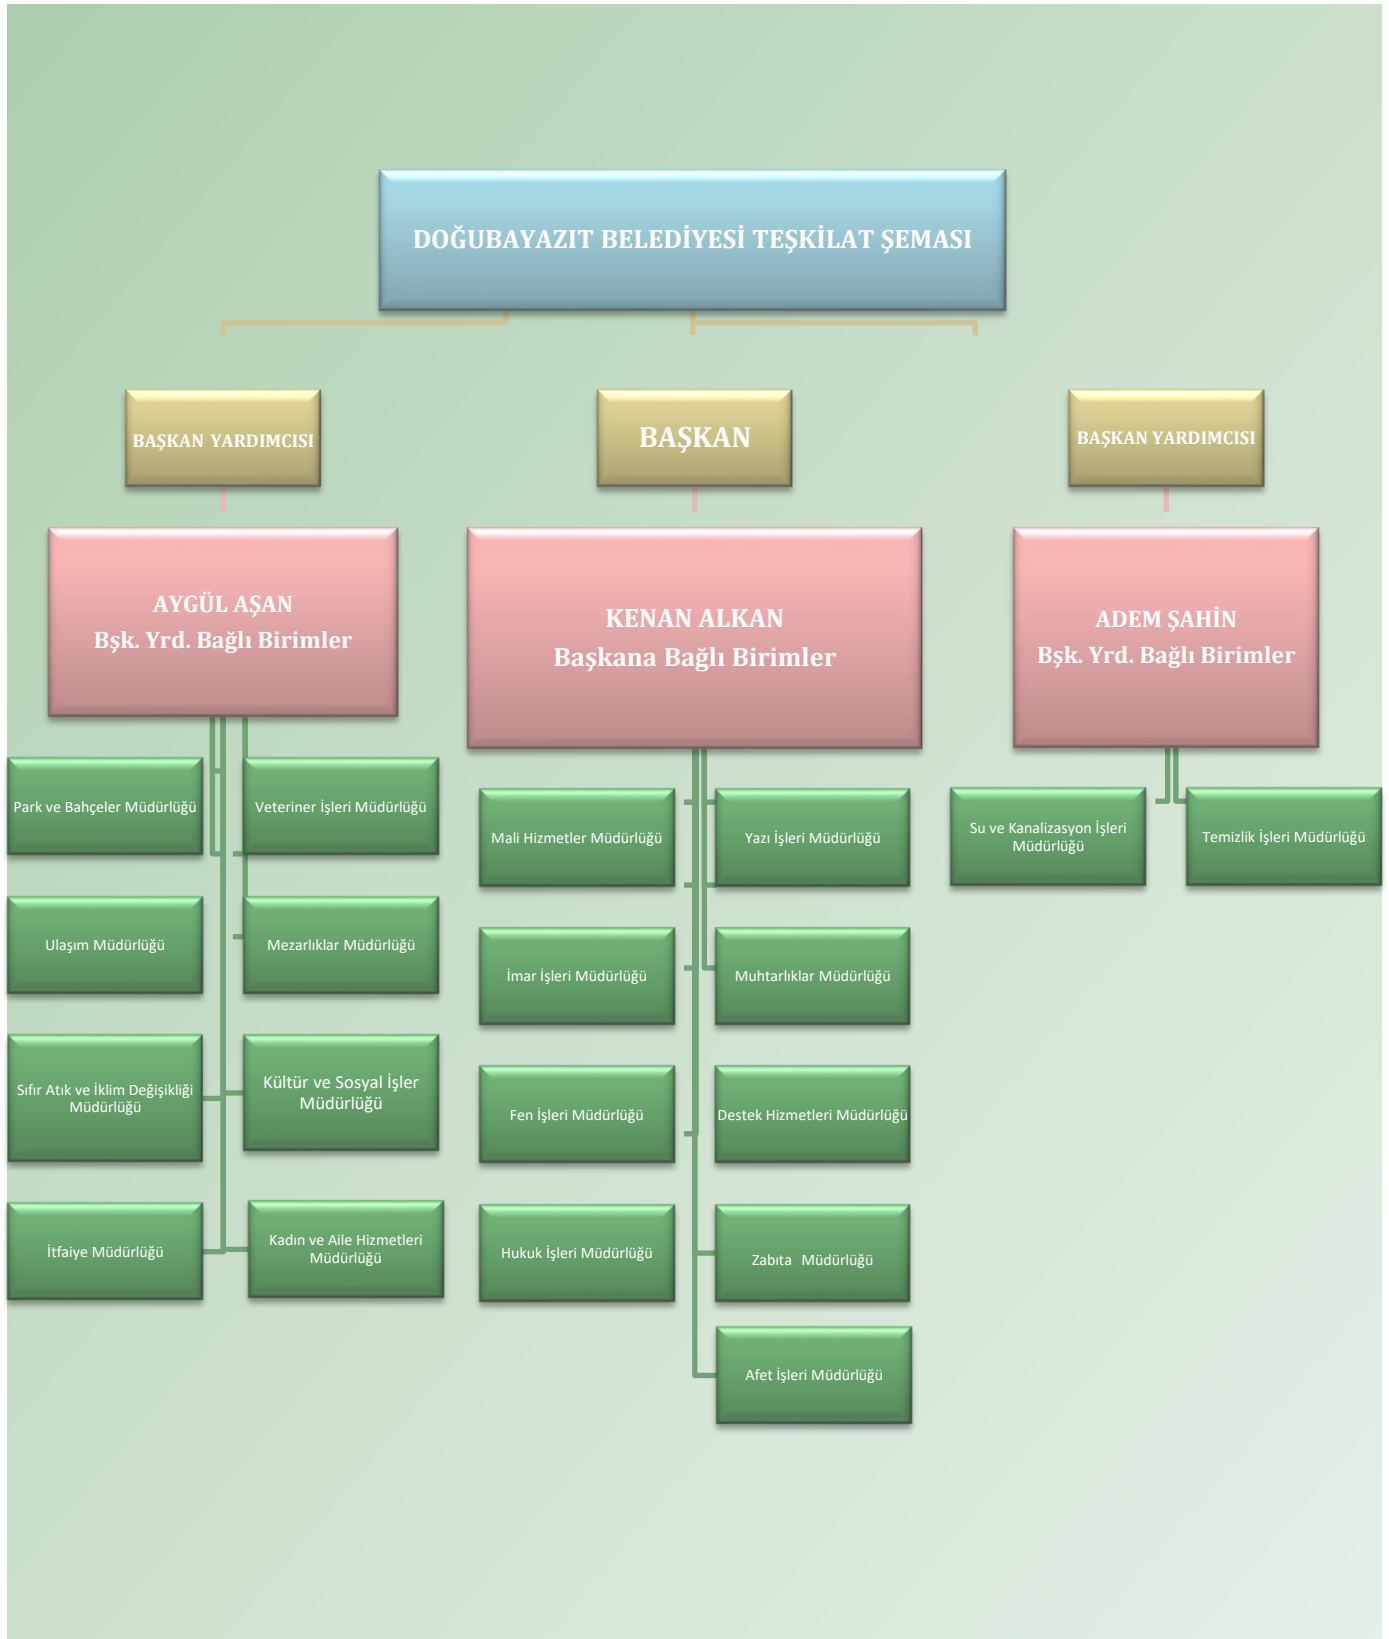 DOĞUBAYAZIT BELEDİYESİ TEŞKİLAT ŞEMASI
BAŞKAN YARDIMCISI
BAŞKAN
BAŞKAN YARDIMCISI
AYGÜL AŞAN
Bşk. Yrd. Bağlı Birimler
KENAN ALKAN
Başkana Bağlı Birimler
ADEM ŞAHİN
Bşk. Yrd. Bağlı Birimler
Park ve Bahçeler Müdürlüğü
Veteriner İşleri Müdürlüğü
Ulaşım Müdürlüğü
Mezarlıklar Müdürlüğü
Sıfır Atık ve İklim Değişikliği
Müdürlüğü
Kültür ve Sosyal İşler
Müdürlüğü
İtfaiye Müdürlüğü
Kadın ve Aile Hizmetleri
Müdürlüğü
Mali Hizmetler Müdürlüğü
Yazı İşleri Müdürlüğü
İmar İşleri Müdürlüğü
Muhtarlıklar Müdürlüğü
Fen İşleri Müdürlüğü
Destek Hizmetleri Müdürlüğü
Hukuk İşleri Müdürlüğü
Zabıta Müdürlüğü
Afet İşleri Müdürlüğü
Su ve Kanalizasyon İşleri
Müdürlüğü
Temizlik İşleri Müdürlüğü